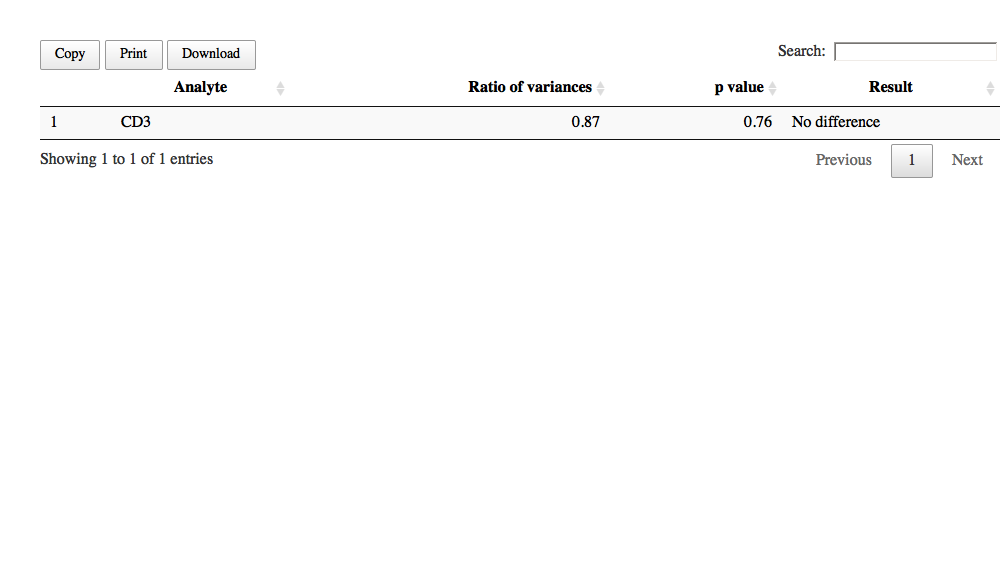 Copy Print Download Search:
Analyte Ratio of variances p value Result
1 CD3 0.87 0.76 No difference
Showing 1 to 1 of 1 entries Previous 1 Next